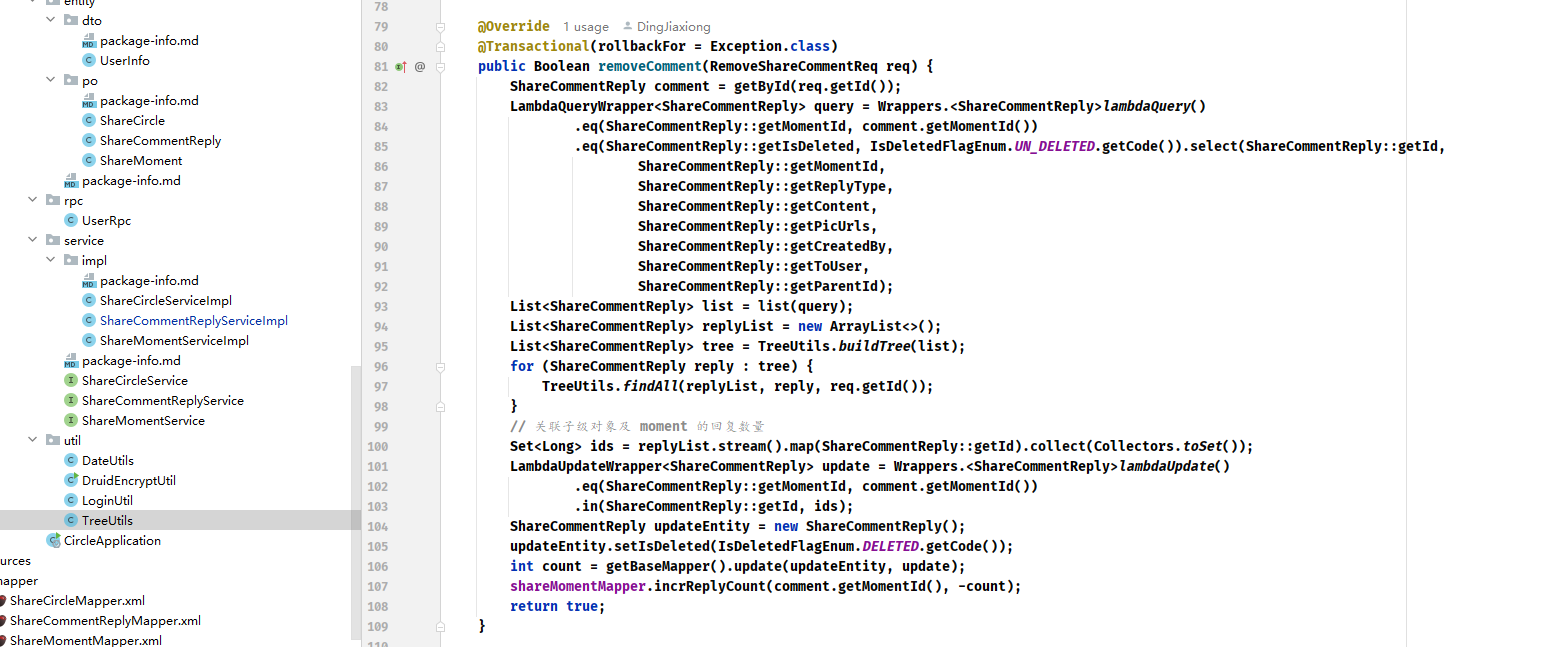 entity
dto
package-info.md
UserInfo
po
package-info.md
ShareCircle
ShareCommentReply
ShareMoment
package-info.md
rpc
UserRpc
service
impl
package-info.md
ShareCircleServiceImpl
ShareCommentReplyServiceImpl
ShareMomentServiceImpl
package-info.md
ShareCircleService
ShareCommentReplyService
ShareMomentService
util
DateUtils
DruidEncryptUtil
LoginUtil
TreeUtils
CircleApplication
urces
mapper
ShareCircleMapper.xml
ShareCommentReplyMapper.xml
ShareMomentMapper.xml
78
79 @Override 1 usage DingJiaxiong
80 @Transactional(rollbackFor = Exception.class)
81 @ public Boolean removeComment(RemoveShareCommentReq req) {
82 ShareCommentReply comment = getById(req.getId());
83 LambdaQueryWrapper<ShareCommentReply> query = Wrappers.<ShareCommentReply>lambdaQuery()
84 .eq(ShareCommentReply::getMomentId, comment.getMomentId())
85 .eq(ShareCommentReply::getIsDeleted, IsDeletedFlagEnum.UN_DELETED.getCode()).select(ShareCommentReply::getId,
86 ShareCommentReply::getMomentId,
87 ShareCommentReply::getReplyType,
88 ShareCommentReply::getContent,
89 ShareCommentReply::getPicUrls,
90 ShareCommentReply::getCreatedBy,
91 ShareCommentReply::getToUser,
92 ShareCommentReply::getParentId);
93 List<ShareCommentReply> list = list(query);
94 List<ShareCommentReply> replyList = new ArrayList<>();
95 List<ShareCommentReply> tree = TreeUtils.buildTree(list);
96 for (ShareCommentReply reply : tree) {
97 TreeUtils.findAll(replyList, reply, req.getId());
98 }
99 // 关联子级对象及 moment 的回复数量
100 Set<Long> ids = replyList.stream().map(ShareCommentReply::getId).collect(Collectors.toSet());
101 LambdaUpdateWrapper<ShareCommentReply> update = Wrappers.<ShareCommentReply>lambdaUpdate()
102 .eq(ShareCommentReply::getMomentId, comment.getMomentId())
103 .in(ShareCommentReply::getId, ids);
104 ShareCommentReply updateEntity = new ShareCommentReply();
105 updateEntity.setIsDeleted(IsDeletedFlagEnum.DELETED.getCode());
106 int count = getBaseMapper().update(updateEntity, update);
107 shareMomentMapper.incrReplyCount(comment.getMomentId(), -count);
108 return true;
109 }
110